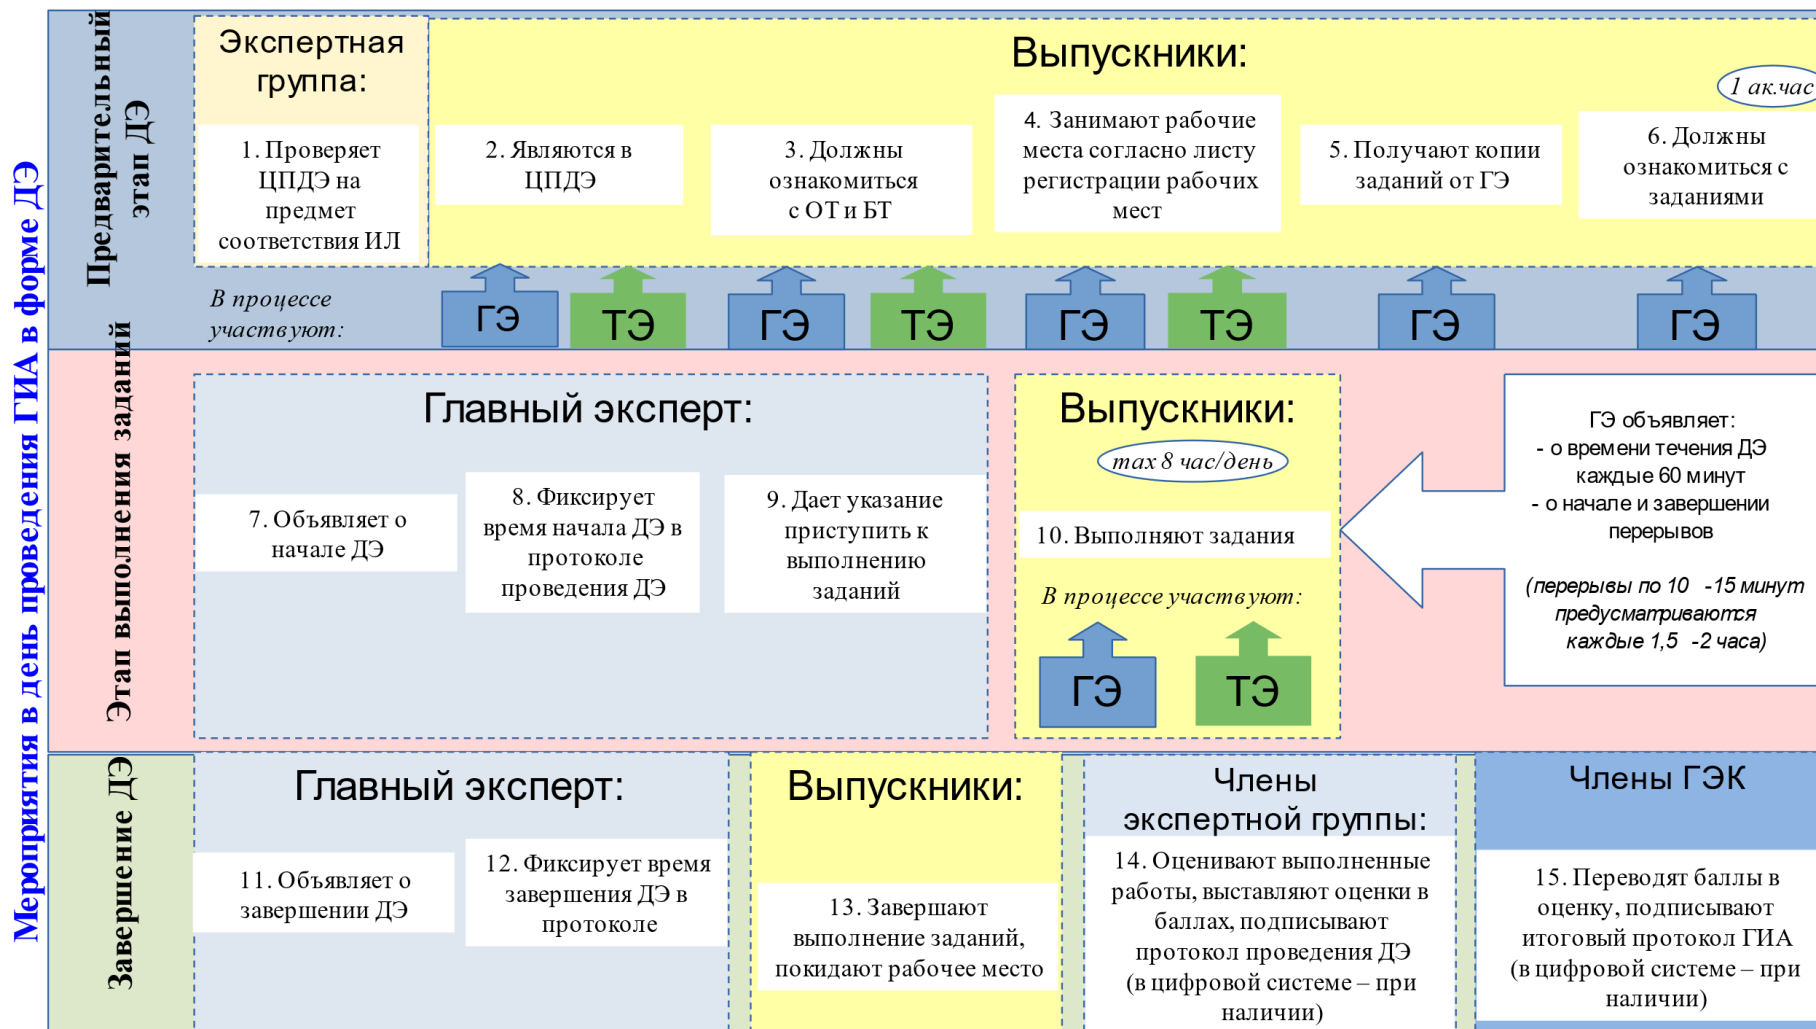 Мероприятия в день проведения ГИА в форме ДЭ
Предварительный
этап ДЭ
Экспертная
группа:
1. Проверяет
ЦПДЭ на
предмет
соответствия ИЛ
Выпускники:
1 ак.час
2. Являются в
ЦПДЭ
3. Должны
ознакомиться
с ОТ и БТ
4. Занимают рабочие
места согласно листу
регистрации рабочих
мест
5. Получают копии
заданий от ГЭ
6. Должны
ознакомиться с
заданиями
В процессе
участвуют:
ГЭ
ТЭ
ГЭ
ТЭ
ГЭ
ТЭ
ГЭ
ГЭ
Этап выполнения заданий
Главный эксперт:
7. Объявляет о
начале ДЭ
8. Фиксирует
время начала ДЭ в
протоколе
проведения ДЭ
9. Дает указание
приступить к
выполнению
заданий
Выпускники:
max 8 час/день
10. Выполняют задания
В процессе участвуют:
ГЭ
ТЭ
ГЭ объявляет:
- о времени течения ДЭ
каждые 60 минут
- о начале и завершении
перерывов
(перерывы по 10 -15 минут
предусматриваются
каждые 1,5 -2 часа)
Завершение ДЭ
Главный эксперт:
11. Объявляет о
завершении ДЭ
12. Фиксирует время
завершения ДЭ в
протоколе
Выпускники:
13. Завершают
выполнение заданий,
покидают рабочее место
Члены
экспертной группы:
14. Оценивают выполненные
работы, выставляют оценки в
баллах, подписывают
протокол проведения ДЭ
(в цифровой системе – при
наличии)
Члены ГЭК
15. Переводят баллы в
оценку, подписывают
итоговый протокол ГИА
(в цифровой системе – при
наличии)